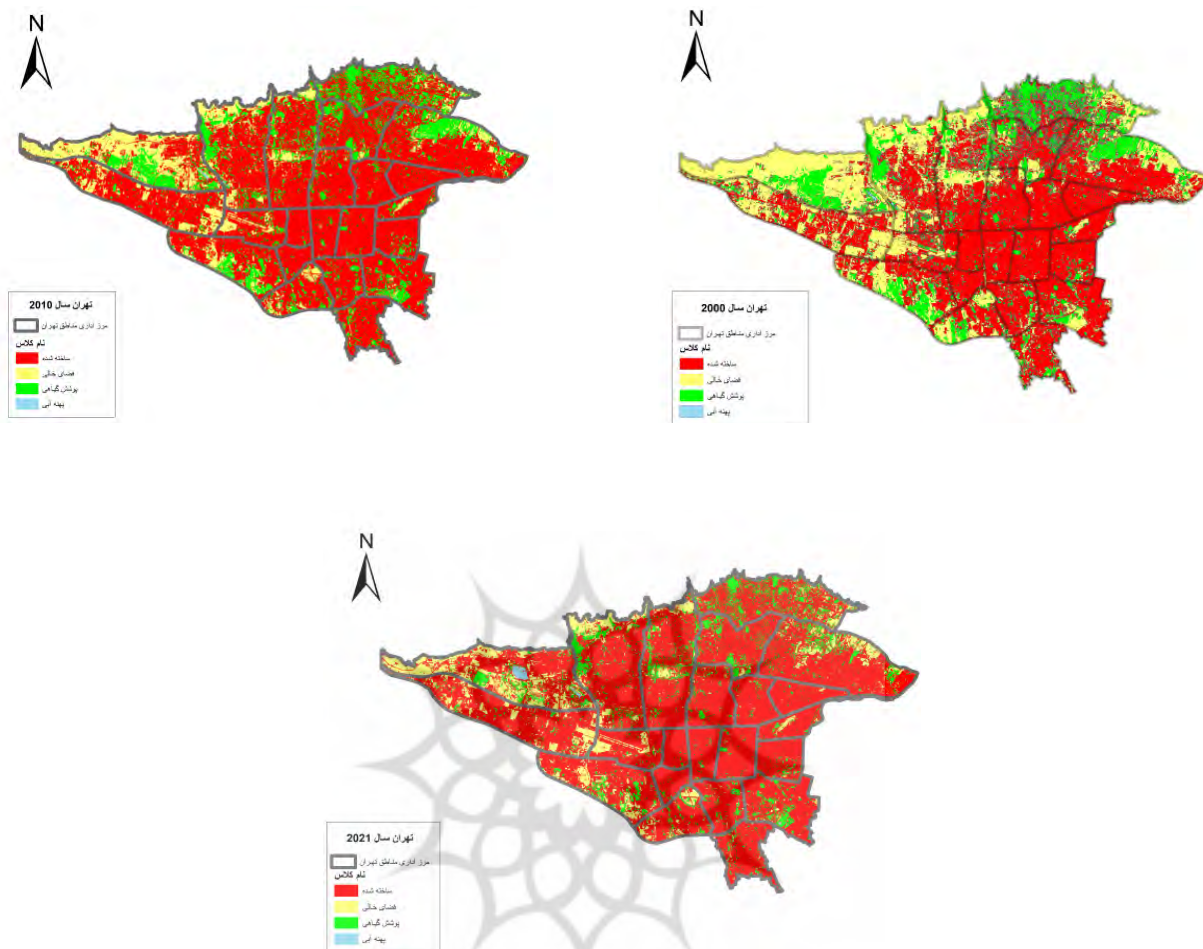 N
تهران سال 2010
مرز اداری مناطق تهران
نام کلاس
ساخته شده
فضای خالی
پوشش گیاهی
پهنه آبی
N
تهران سال 2000
مرز اداری مناطق تهران
نام کلاس
ساخته شده
فضای خالی
پوشش گیاهی
پهنه آبی
N
تهران سال 2021
مرز اداری مناطق تهران
نام کلاس
ساخته شده
فضای خالی
پوشش گیاهی
پهنه آبی